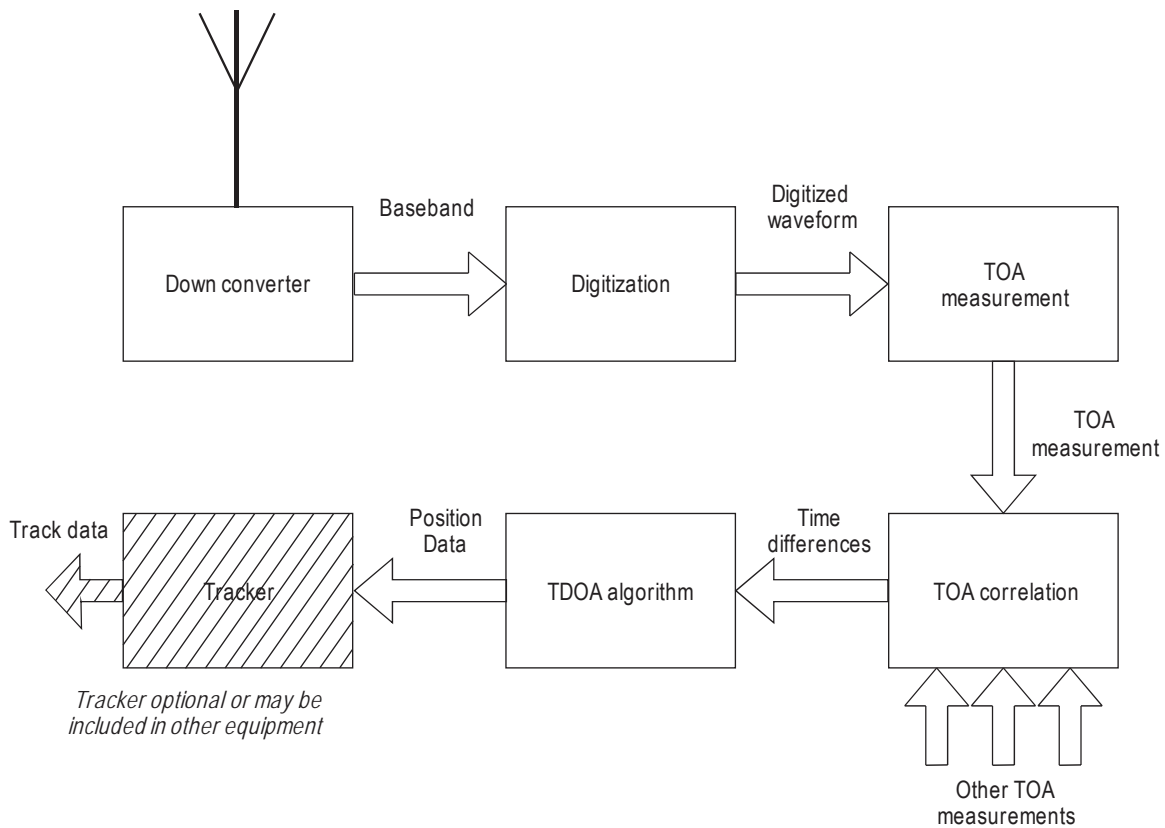 Baseband
Digitized
waveform
Down converter
Digitization
TOA
measurement
TOA
measurement
Track data
Position
Data
Time
differences
Tracker
TDOA algorithm
TOA correlation
Tracker optional or may be
included in other equipment
Other TOA
measurements